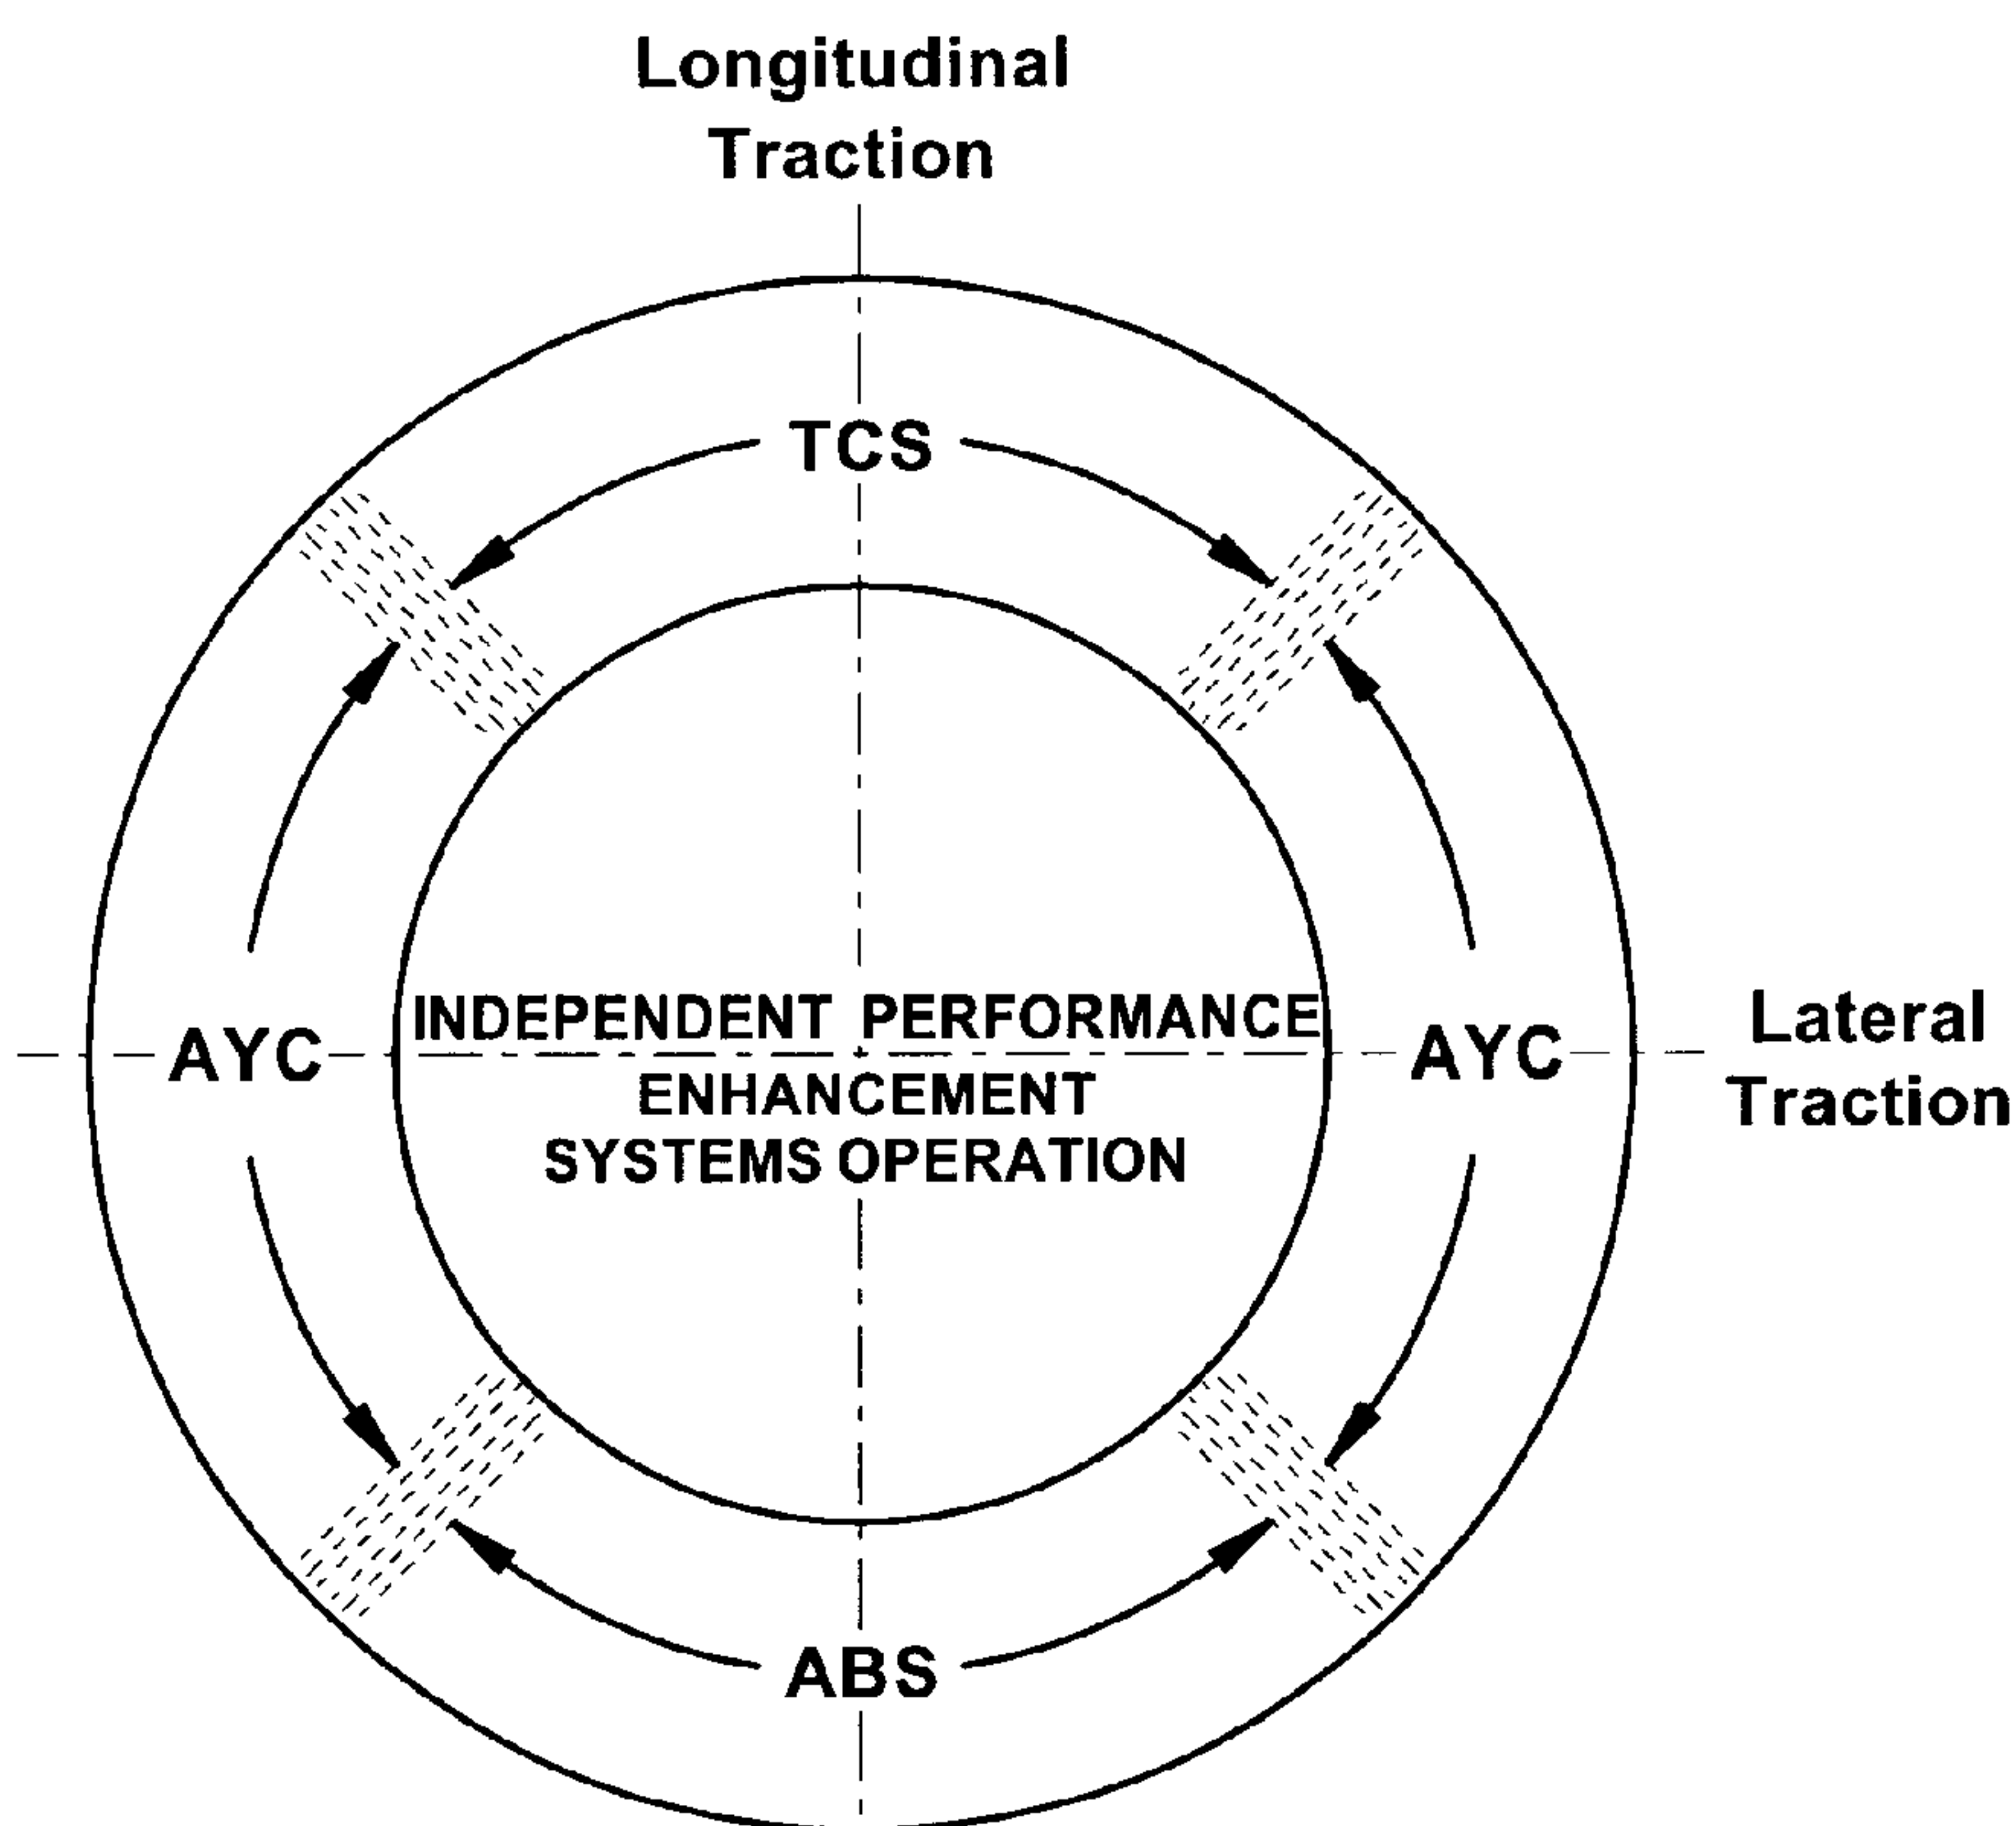 Longitudinal
Traction
TCS
INDEPENDENT PERFORMANCE
AYC
AYC
Lateral
Traction
ENHANCEMENT
SYSTEMS OPERATION
ABS